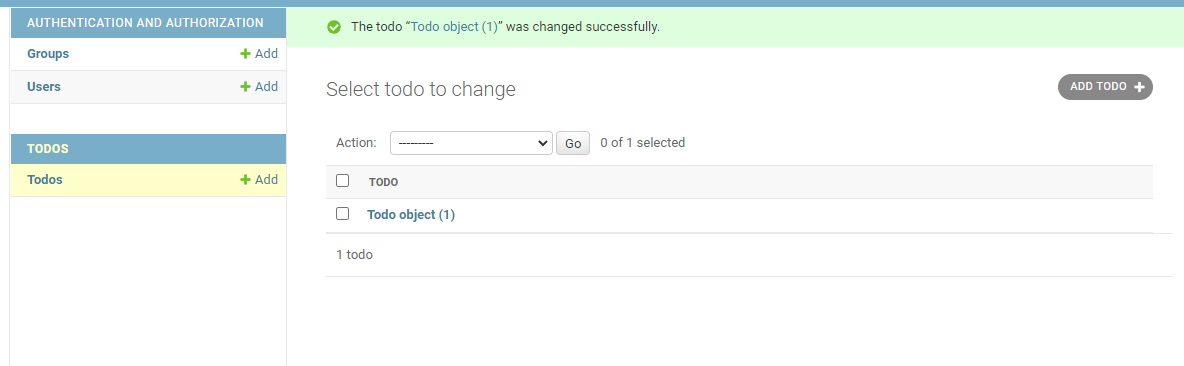 AUTHENTICATION AND AUTHORIZATION
Groups + Add
Users + Add
TODOS
Todos + Add
The todo “Todo object (1)” was changed successfully.
Select todo to change
ADD TODO +
Action: --------- Go 0 of 1 selected
TODO
Todo object (1)
1 todo